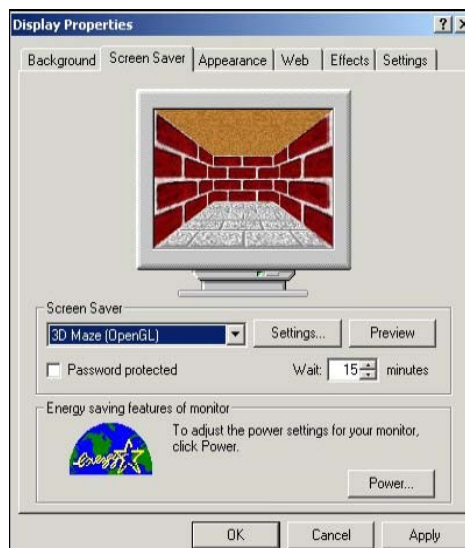 Display Properties
Background Screen Saver Appearance Web Effects Settings
Screen Saver
3D Maze (OpenGL) Settings... Preview
Password protected Wait: 15 minutes
Energy saving features of monitor
To adjust the power settings for your monitor,
click Power.
energy
Power...
OK Cancel Apply